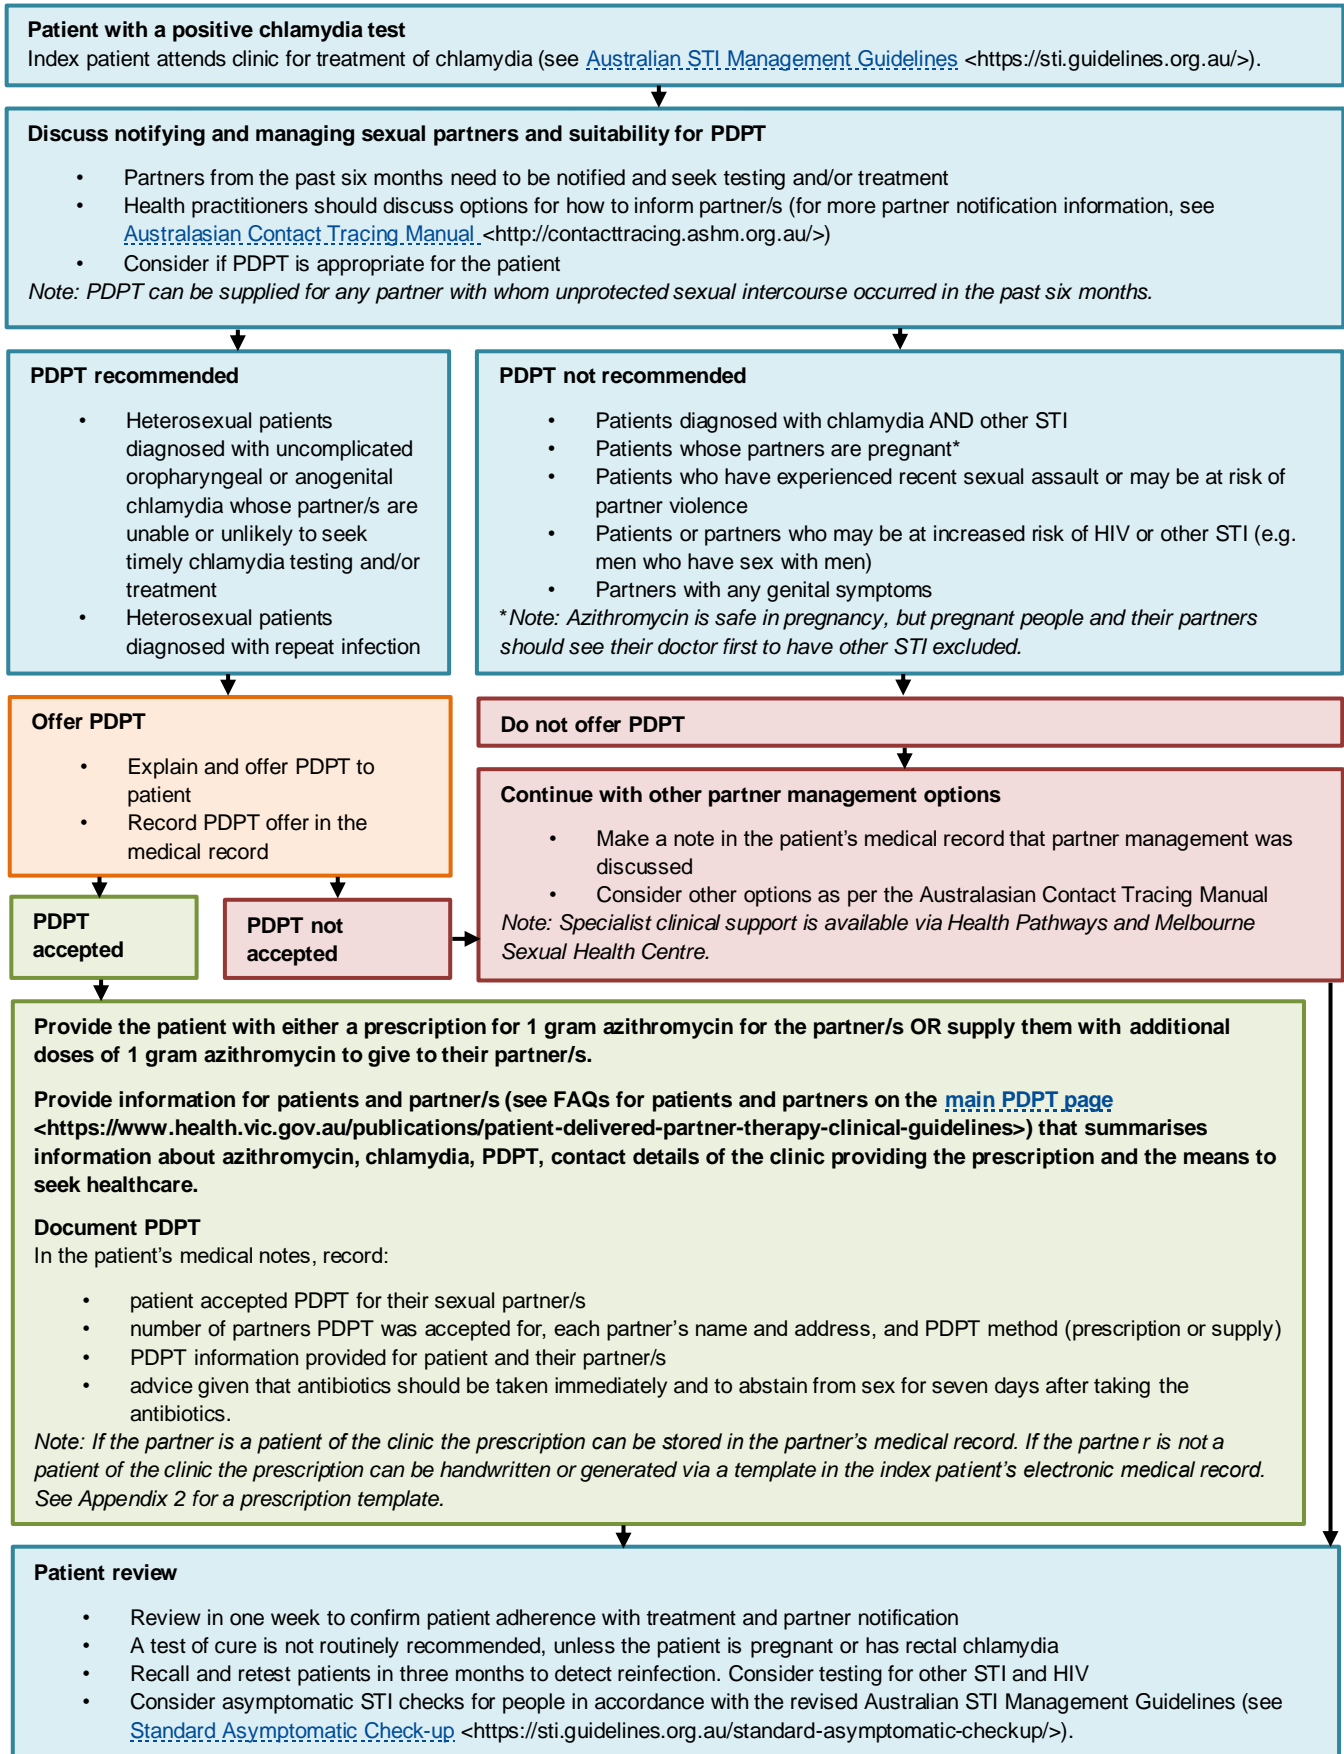 Patient with a positive chlamydia test
Index patient attends clinic for treatment of chlamydia (see Australian STI Management Guidelines <https://sti.guidelines.org.au/>).
Discuss notifying and managing sexual partners and suitability for PDPT
• Partners from the past six months need to be notified and seek testing and/or treatment
• Health practitioners should discuss options for how to inform partner/s (for more partner notification information, see
Australasian Contact Tracing Manual <http://contacttracing.ashm.org.au/>)
• Consider if PDPT is appropriate for the patient
Note: PDPT can be supplied for any partner with whom unprotected sexual intercourse occurred in the past six months.
PDPT recommended
• Heterosexual patients
diagnosed with uncomplicated
oropharyngeal or anogenital
chlamydia whose partner/s are
unable or unlikely to seek
timely chlamydia testing and/or
treatment
• Heterosexual patients
diagnosed with repeat infection
PDPT not recommended
• Patients diagnosed with chlamydia AND other STI
• Patients whose partners are pregnant*
• Patients who have experienced recent sexual assault or may be at risk of
partner violence
• Patients or partners who may be at increased risk of HIV or other STI (e.g.
men who have sex with men)
• Partners with any genital symptoms
*Note: Azithromycin is safe in pregnancy, but pregnant people and their partners
should see their doctor first to have other STI excluded.
Offer PDPT
• Explain and offer PDPT to
patient
• Record PDPT offer in the
medical record
Do not offer PDPT
Continue with other partner management options
• Make a note in the patient's medical record that partner management was
discussed
• Consider other options as per the Australasian Contact Tracing Manual
Note: Specialist clinical support is available via Health Pathways and Melbourne
Sexual Health Centre.
PDPT
accepted
PDPT not
accepted
Provide the patient with either a prescription for 1 gram azithromycin for the partner/s OR supply them with additional
doses of 1 gram azithromycin to give to their partner/s.
Provide information for patients and partner/s (see FAQs for patients and partners on the main PDPT page
<https://www.health.vic.gov.au/publications/patient-delivered-partner-therapy-clinical-guidelines>) that summarises
information about azithromycin, chlamydia, PDPT, contact details of the clinic providing the prescription and the means to
seek healthcare.
Document PDPT
In the patient's medical notes, record:
• patient accepted PDPT for their sexual partner/s
• number of partners PDPT was accepted for, each partner's name and address, and PDPT method (prescription or supply)
• PDPT information provided for patient and their partner/s
• advice given that antibiotics should be taken immediately and to abstain from sex for seven days after taking the
antibiotics.
Note: If the partner is a patient of the clinic the prescription can be stored in the partner's medical record. If the partner is not a
patient of the clinic the prescription can be handwritten or generated via a template in the index patient's electronic medical record.
See Appendix 2 for a prescription template.
Patient review
• Review in one week to confirm patient adherence with treatment and partner notification
• A test of cure is not routinely recommended, unless the patient is pregnant or has rectal chlamydia
• Recall and retest patients in three months to detect reinfection. Consider testing for other STI and HIV
• Consider asymptomatic STI checks for people in accordance with the revised Australian STI Management Guidelines (see
Standard Asymptomatic Check-up <https://sti.guidelines.org.au/standard-asymptomatic-checkup/>).